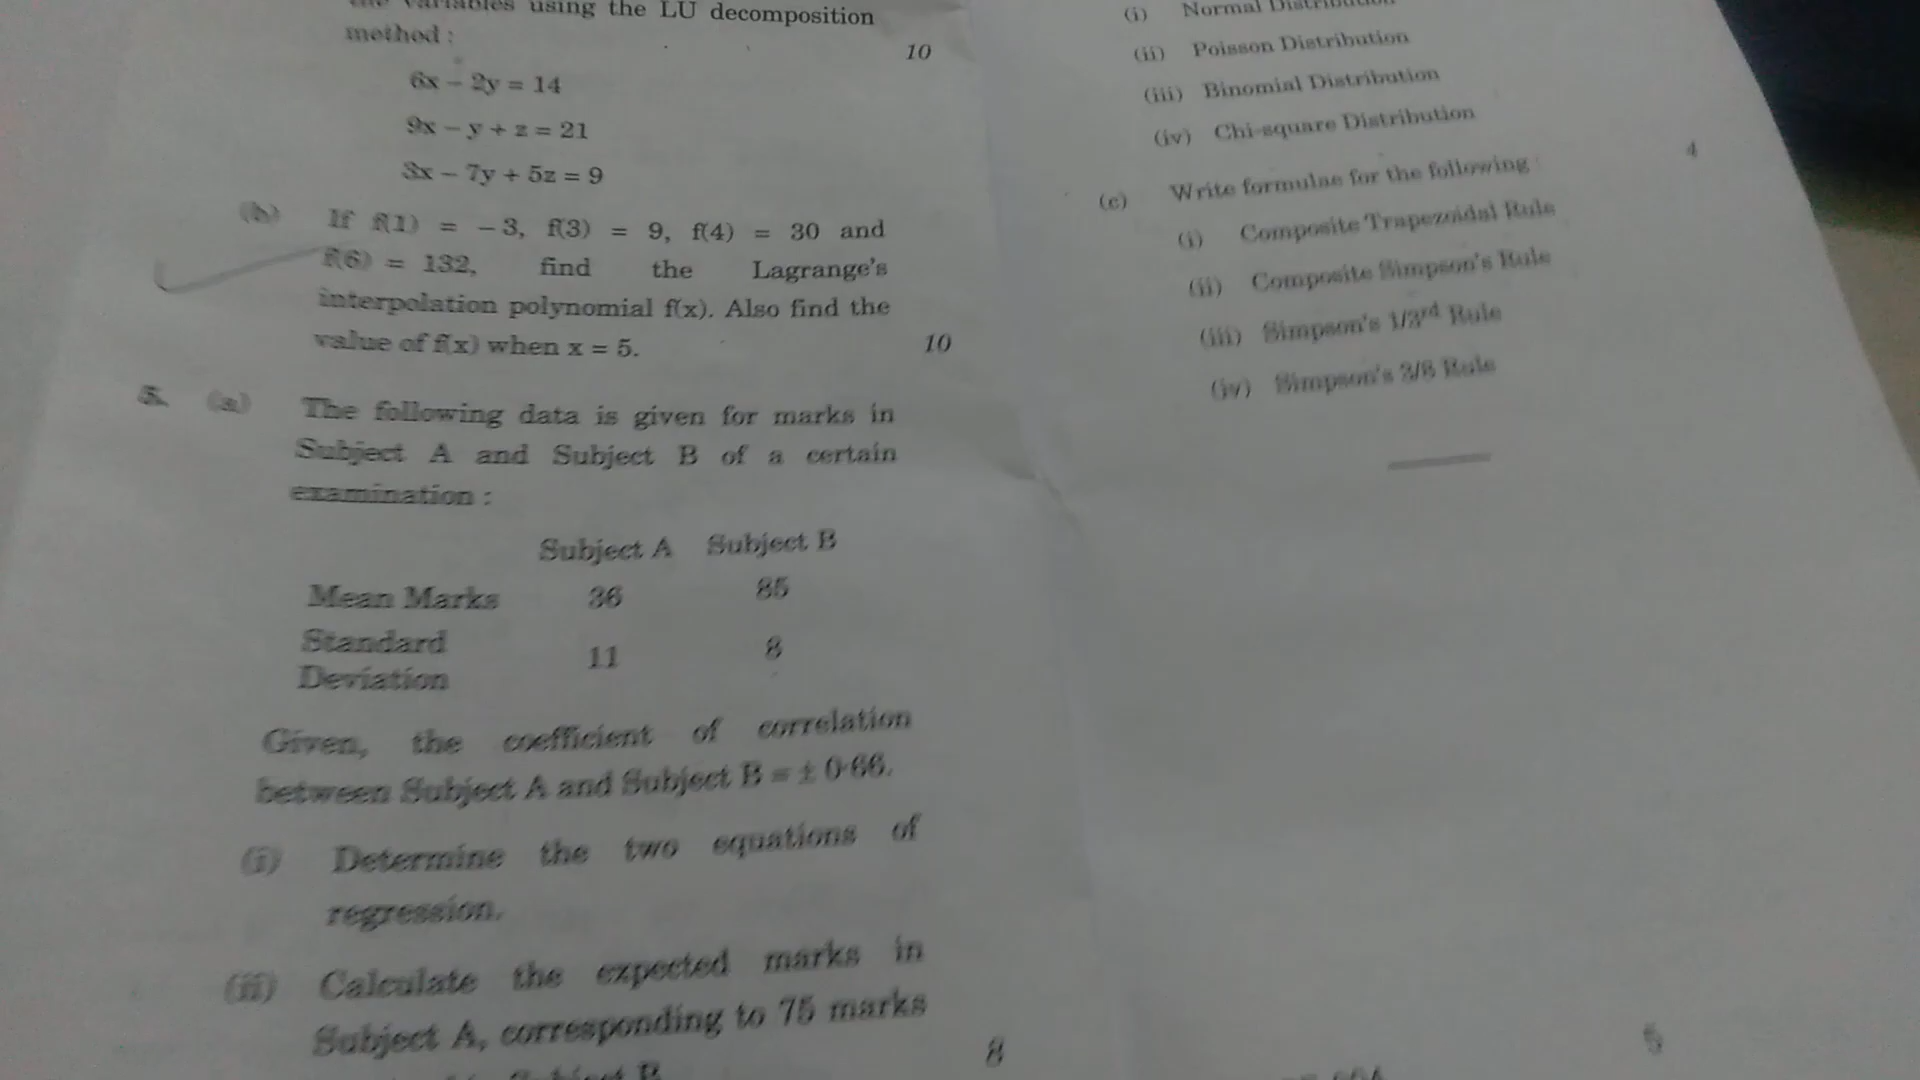 the variables using the LU decomposition
method :
10
6x – 2y = 14
9x – y + z = 21
3x – 7y + 5z = 9
(b) If f(1) = – 3, f(3) = 9, f(4) = 30 and
f(6) = 132, find the Lagrange's
interpolation polynomial f(x). Also find the
value of f(x) when x = 5.
10
5. (a) The following data is given for marks in
Subject A and Subject B of a certain
examination :
Subject A Subject B
Mean Marks 36 85
Standard
Deviation 11 8
Given, the coefficient of correlation
between Subject A and Subject B = ± 0·66.
(i) Determine the two equations of
regression.
(ii) Calculate the expected marks in
Subject A, corresponding to 75 marks
Subject B.
8
(i) Normal Distribution
(ii) Poisson Distribution
(iii) Binomial Distribution
(iv) Chi-square Distribution
(c) Write formulae for the following :
4
(i) Composite Trapezoidal Rule
(ii) Composite Simpson's Rule
(iii) Simpson's 1/3rd Rule
(iv) Simpson's 3/8 Rule
5